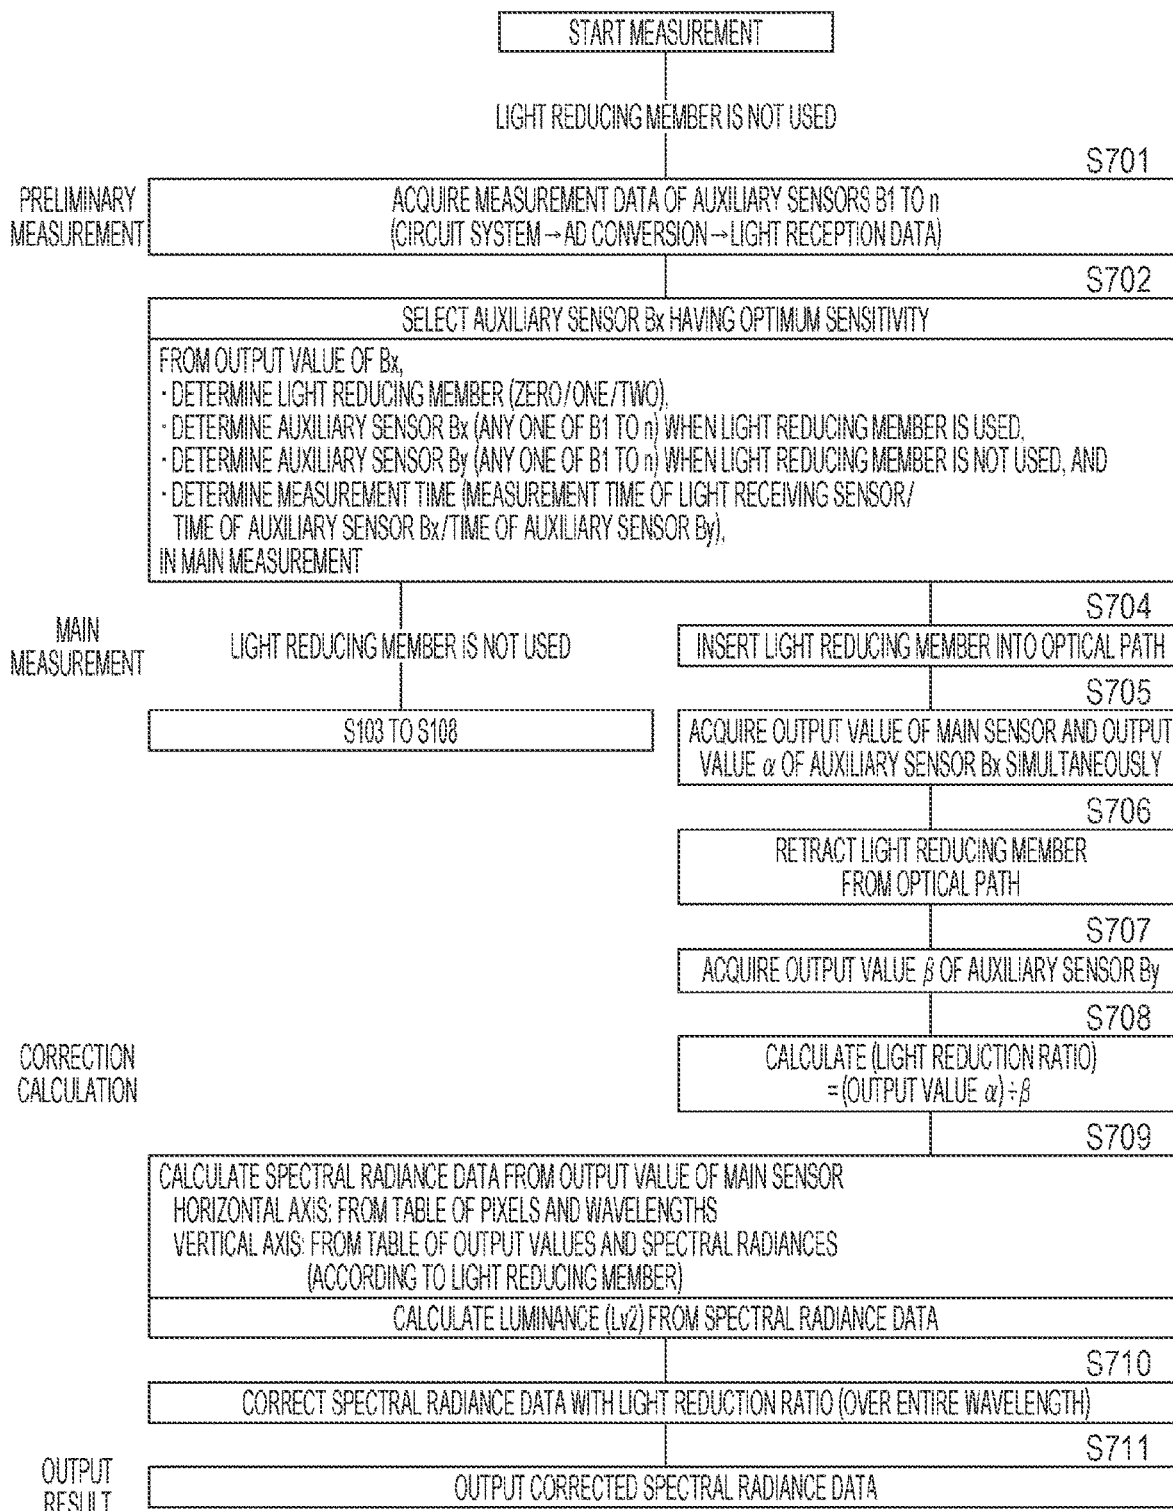 START MEASUREMENT
LIGHT REDUCING MEMBER IS NOT USED
S701
PRELIMINARY
MEASUREMENT
ACQUIRE MEASUREMENT DATA OF AUXILIARY SENSORS B1 TO n
(CIRCUIT SYSTEM→AD CONVERSION→LIGHT RECEPTION DATA)
S702
SELECT AUXILIARY SENSOR Bx HAVING OPTIMUM SENSITIVITY
FROM OUTPUT VALUE OF Bx,
・DETERMINE LIGHT REDUCING MEMBER (ZERO/ONE/TWO),
・DETERMINE AUXILIARY SENSOR Bx (ANY ONE OF B1 TO n) WHEN LIGHT REDUCING MEMBER IS USED,
・DETERMINE AUXILIARY SENSOR By (ANY ONE OF B1 TO n) WHEN LIGHT REDUCING MEMBER IS NOT USED, AND
・DETERMINE MEASUREMENT TIME (MEASUREMENT TIME OF LIGHT RECEIVING SENSOR/
TIME OF AUXILIARY SENSOR Bx/TIME OF AUXILIARY SENSOR By),
IN MAIN MEASUREMENT
MAIN
MEASUREMENT
LIGHT REDUCING MEMBER IS NOT USED
S103 TO S108
S704
INSERT LIGHT REDUCING MEMBER INTO OPTICAL PATH
S705
ACQUIRE OUTPUT VALUE OF MAIN SENSOR AND OUTPUT
VALUE α OF AUXILIARY SENSOR Bx SIMULTANEOUSLY
S706
RETRACT LIGHT REDUCING MEMBER
FROM OPTICAL PATH
S707
ACQUIRE OUTPUT VALUE β OF AUXILIARY SENSOR By
S708
CORRECTION
CALCULATION
CALCULATE (LIGHT REDUCTION RATIO)
= (OUTPUT VALUE α) ÷ β
S709
CALCULATE SPECTRAL RADIANCE DATA FROM OUTPUT VALUE OF MAIN SENSOR
HORIZONTAL AXIS: FROM TABLE OF PIXELS AND WAVELENGTHS
VERTICAL AXIS: FROM TABLE OF OUTPUT VALUES AND SPECTRAL RADIANCES
(ACCORDING TO LIGHT REDUCING MEMBER)
CALCULATE LUMINANCE (Lv2) FROM SPECTRAL RADIANCE DATA
S710
CORRECT SPECTRAL RADIANCE DATA WITH LIGHT REDUCTION RATIO (OVER ENTIRE WAVELENGTH)
S711
OUTPUT
RESULT
OUTPUT CORRECTED SPECTRAL RADIANCE DATA